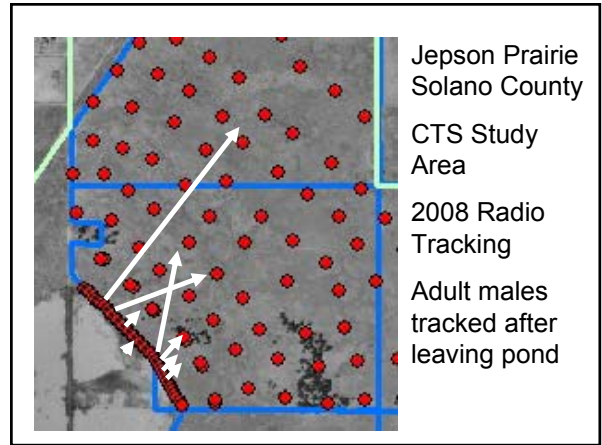 Jepson Prairie
Solano County
CTS Study
Area
2008 Radio
Tracking
Adult males
tracked after
leaving pond